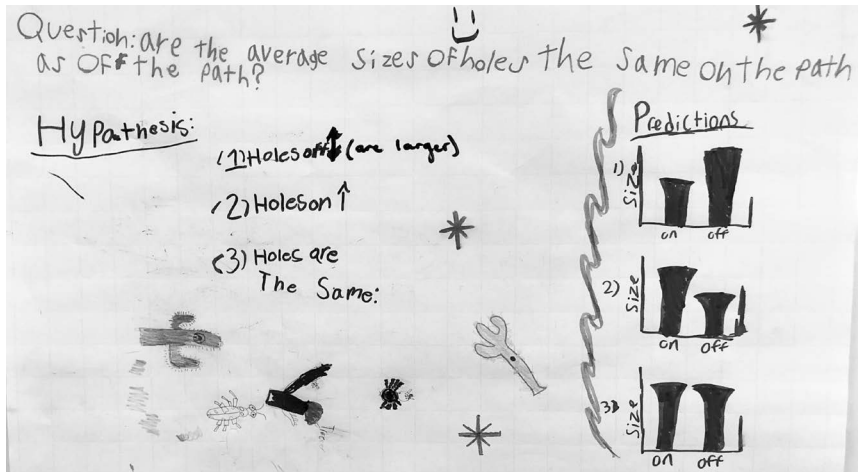 Question: are the average sizes of holes the same on the path
as off the path?
Hypathesis:
(1) Holes off ↕ (are larger)
(2) Holes on ↑
(3) Holes are
The Same:
Predictions
1)
Size
on off
2)
Size
on off
3)
Size
on off